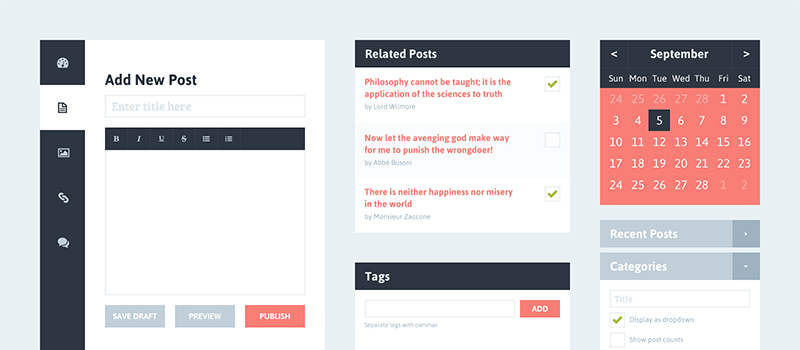 Add New Post
Enter title here
B I U S
SAVE DRAFT PREVIEW PUBLISH
Related Posts
Philosophy cannot be taught; it is the
application of the sciences to truth
by Lord Wilmore
Now let the avenging god make way
for me to punish the wrongdoer!
by Abbé Busoni
There is neither happiness nor misery
in the world
by Monsieur Zaccone
Tags
ADD
Separate tags with commas
< September >
Sun Mon Tue Wed Thu Fri Sat
24 25 26 27 28 1 2
3 4 5 6 7 8 9
10 11 12 13 14 15 16
17 18 19 20 21 22 23
24 25 26 27 28 1 2
Recent Posts
Categories
Title
Display as dropdown
Show post counts